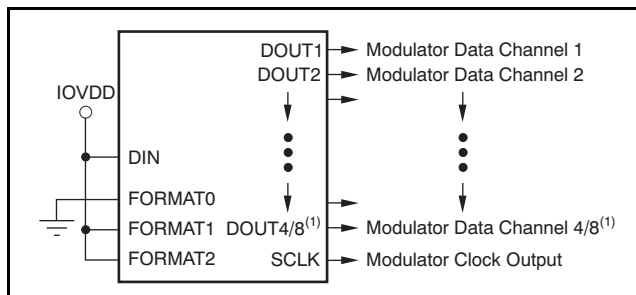 DOUT1 Modulator Data Channel 1
DOUT2 Modulator Data Channel 2
IOVDD
DIN
FORMAT0
FORMAT1 DOUT4/8(1) Modulator Data Channel 4/8(1)
FORMAT2 SCLK Modulator Clock Output